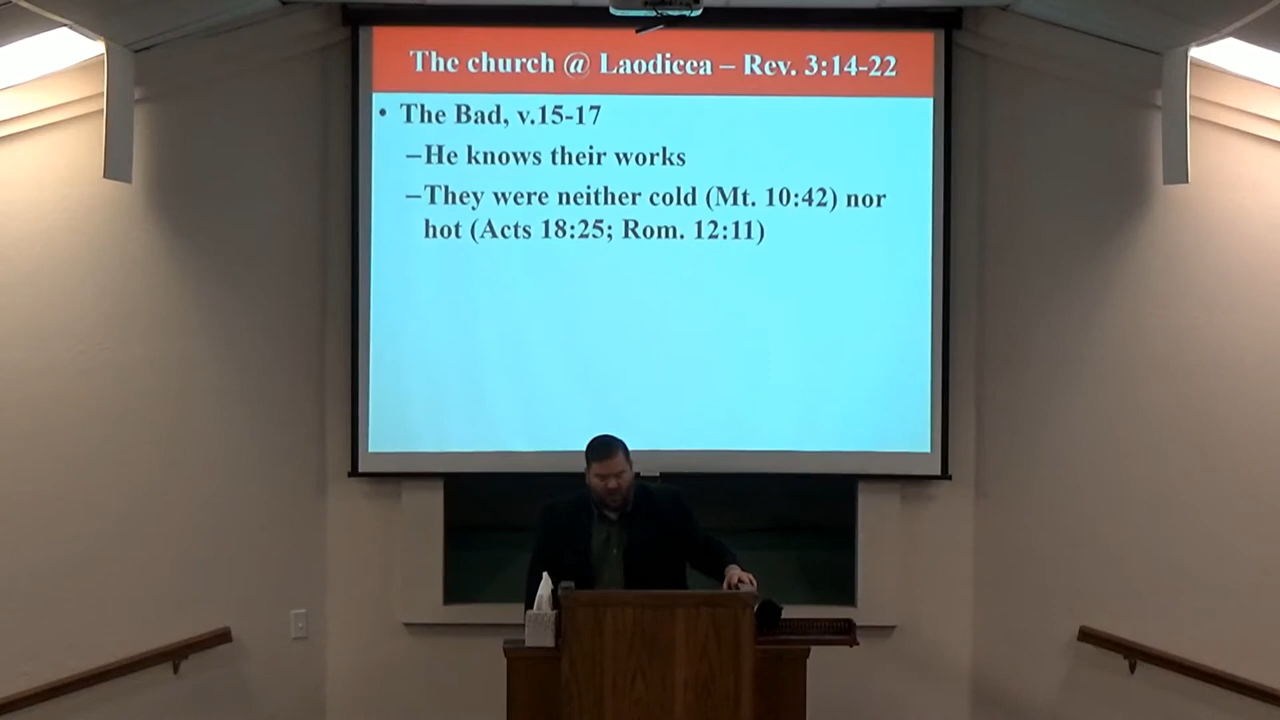 The church @ Laodicea – Rev. 3:14-22
• The Bad, v.15-17
–He knows their works
–They were neither cold (Mt. 10:42) nor
hot (Acts 18:25; Rom. 12:11)